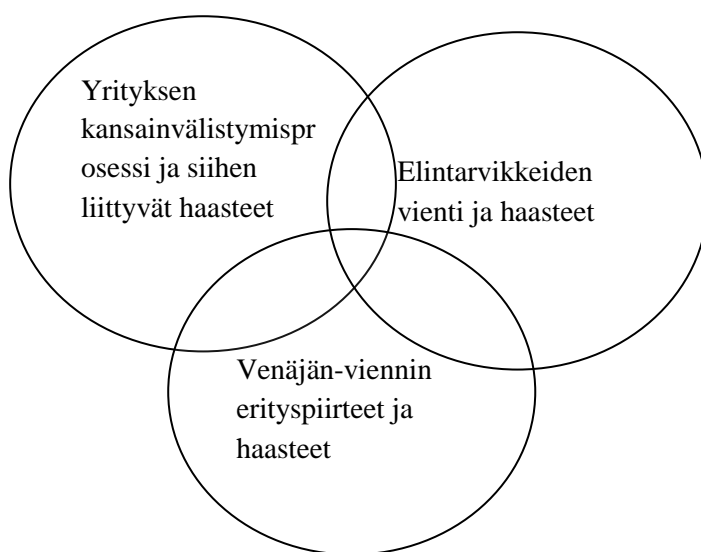 Yrityksen
kansainvälistymispr
osessi ja siihen
liittyvät haasteet
Elintarvikkeiden
vienti ja haasteet
Venäjän-viennin
erityspiirteet ja
haasteet